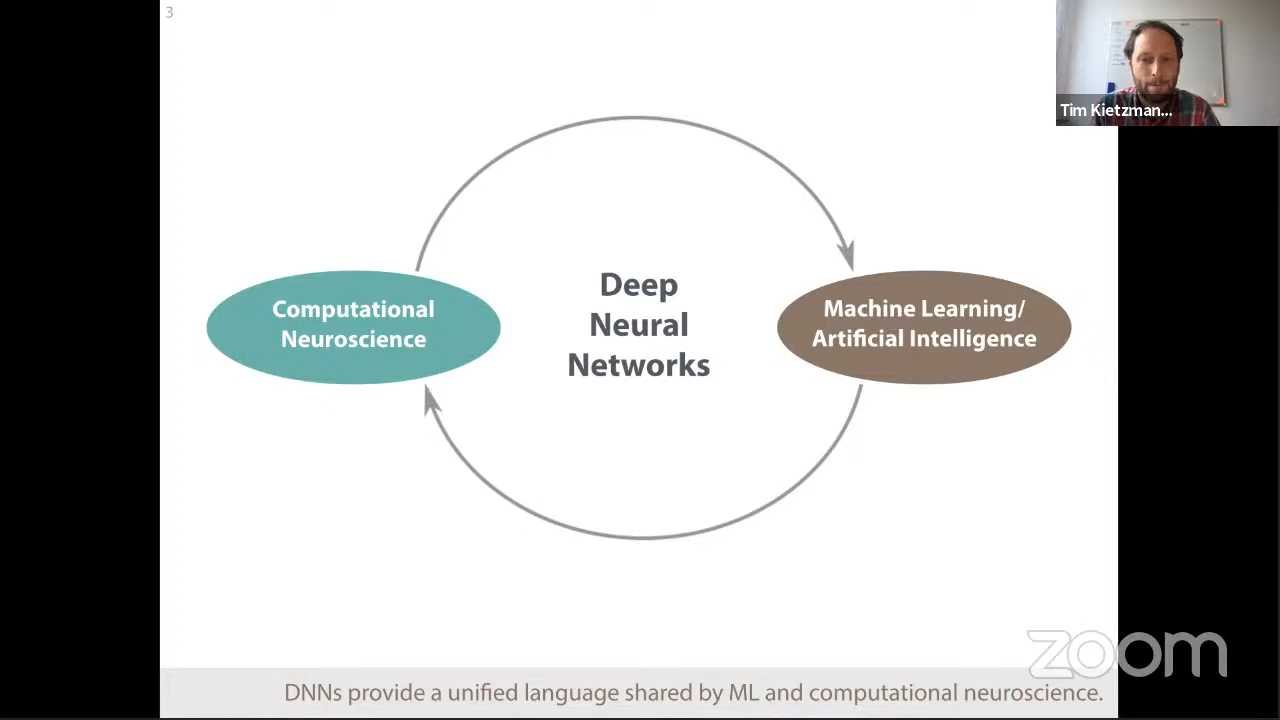 3
Tim Kietzman...
Deep
Neural
Networks
Computational
Neuroscience
Machine Learning/
Artificial Intelligence
zoom
DNNs provide a unified language shared by ML and computational neuroscience.